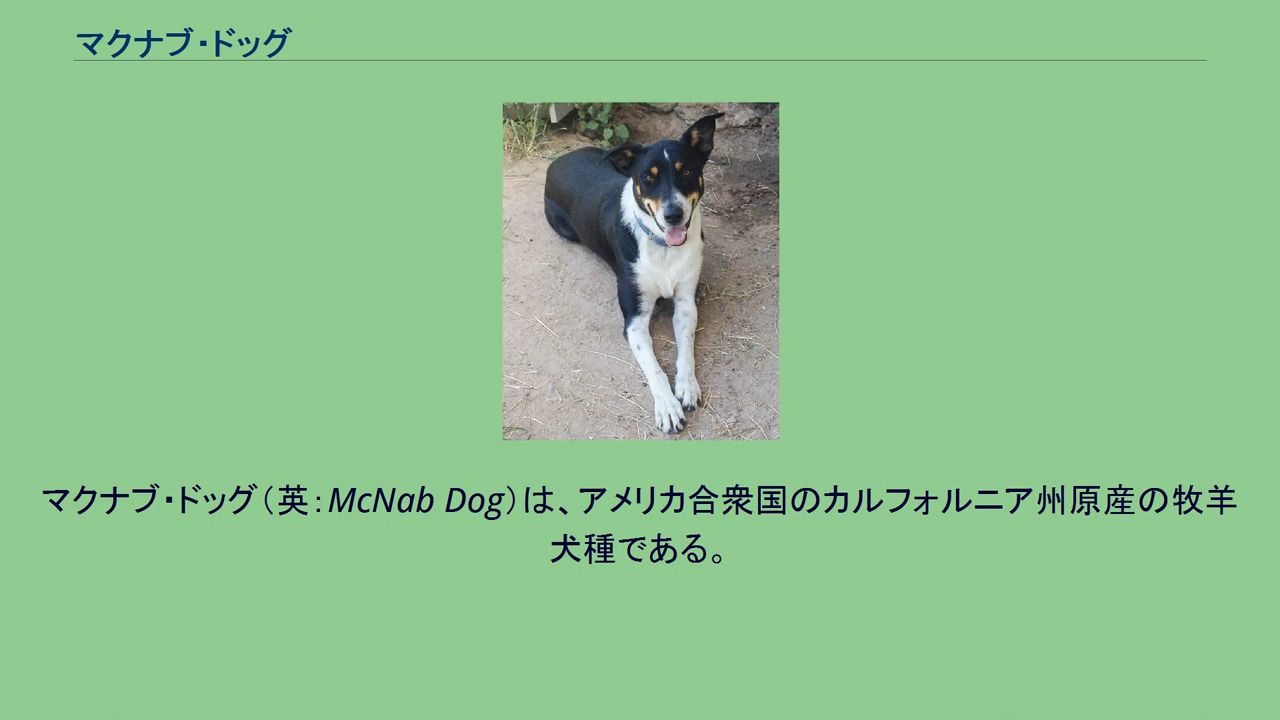 マクナブ・ドッグ
マクナブ・ドッグ（英：McNab Dog）は、アメリカ合衆国のカルフォルニア州原産の牧羊
犬種である。